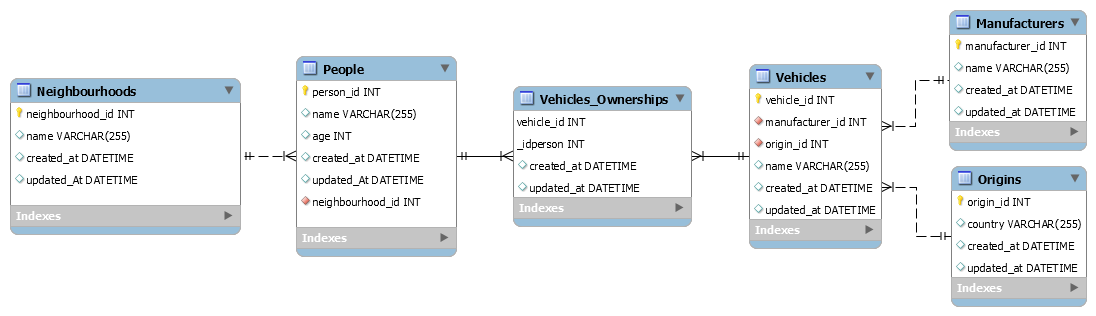 Neighbourhoods
neighbourhood_id INT
name VARCHAR(255)
created_at DATETIME
updated_At DATETIME
Indexes
People
person_id INT
name VARCHAR(255)
age INT
created_at DATETIME
updated_At DATETIME
neighbourhood_id INT
Indexes
Vehicles_Ownerships
vehicle_id INT
_idperson INT
created_at DATETIME
updated_at DATETIME
Indexes
Vehicles
vehicle_id INT
manufacturer_id INT
origin_id INT
name VARCHAR(255)
created_at DATETIME
updated_at DATETIME
Indexes
Manufacturers
manufacturer_id INT
name VARCHAR(255)
created_at DATETIME
updated_at DATETIME
Indexes
Origins
origin_id INT
country VARCHAR(255)
created_at DATETIME
updated_at DATETIME
Indexes